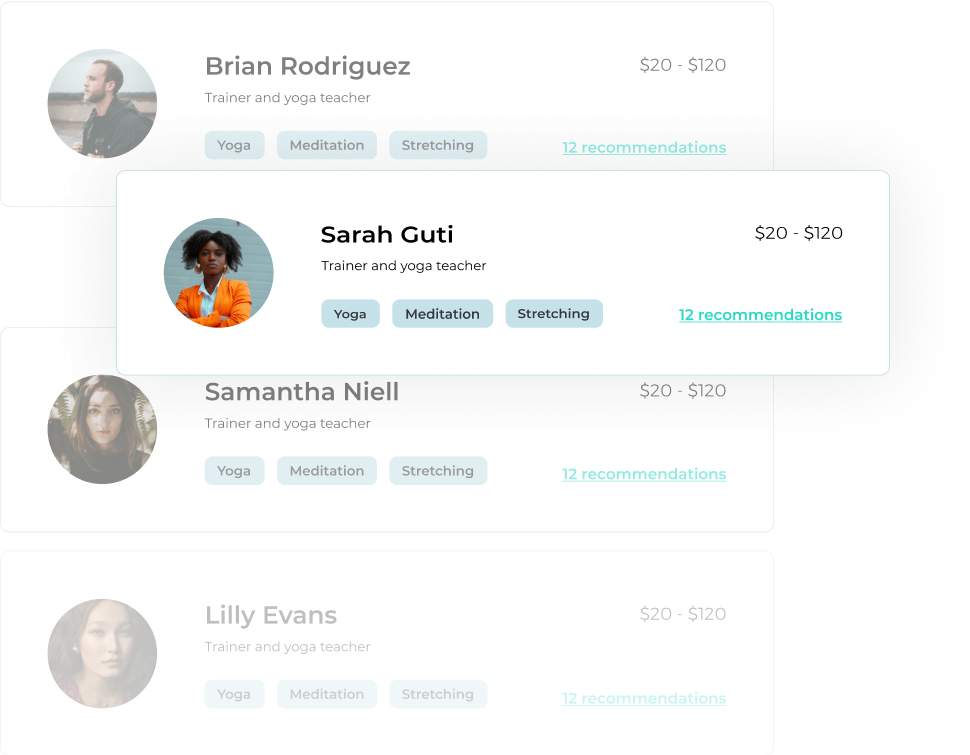 Brian Rodriguez
$20 - $120
Trainer and yoga teacher
Yoga Meditation Stretching
12 recommendations
Sarah Guti
$20 - $120
Trainer and yoga teacher
Yoga Meditation Stretching
12 recommendations
Samantha Niell
$20 - $120
Trainer and yoga teacher
Yoga Meditation Stretching
12 recommendations
Lilly Evans
$20 - $120
Trainer and yoga teacher
Yoga Meditation Stretching
12 recommendations